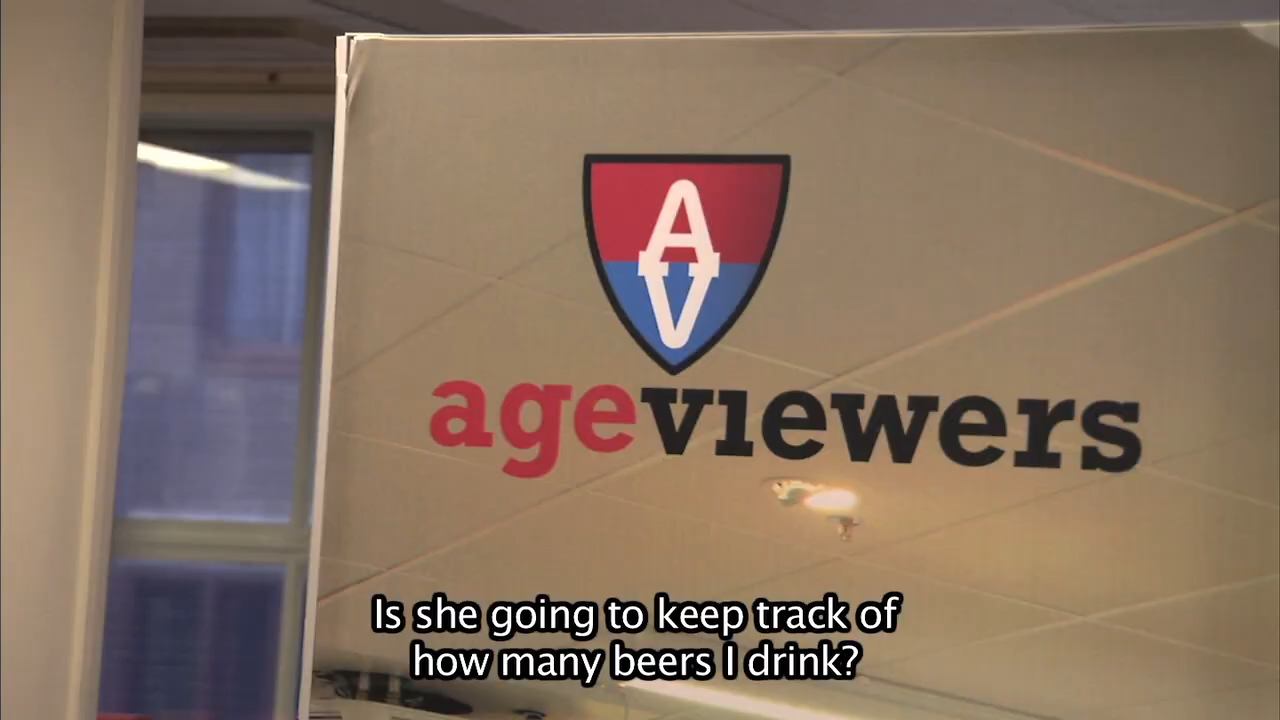 AV
ageviewers
Is she going to keep track of
how many beers I drink?